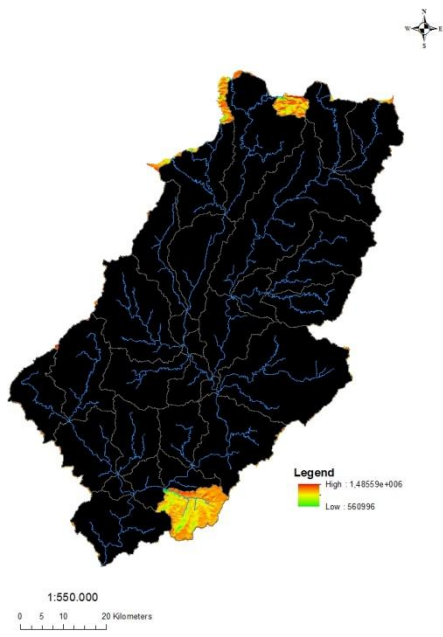 N
W E
S
Legend
High : 1,48559e+006
Low : 560996
1:550.000
0 5 10 20 Kilometers